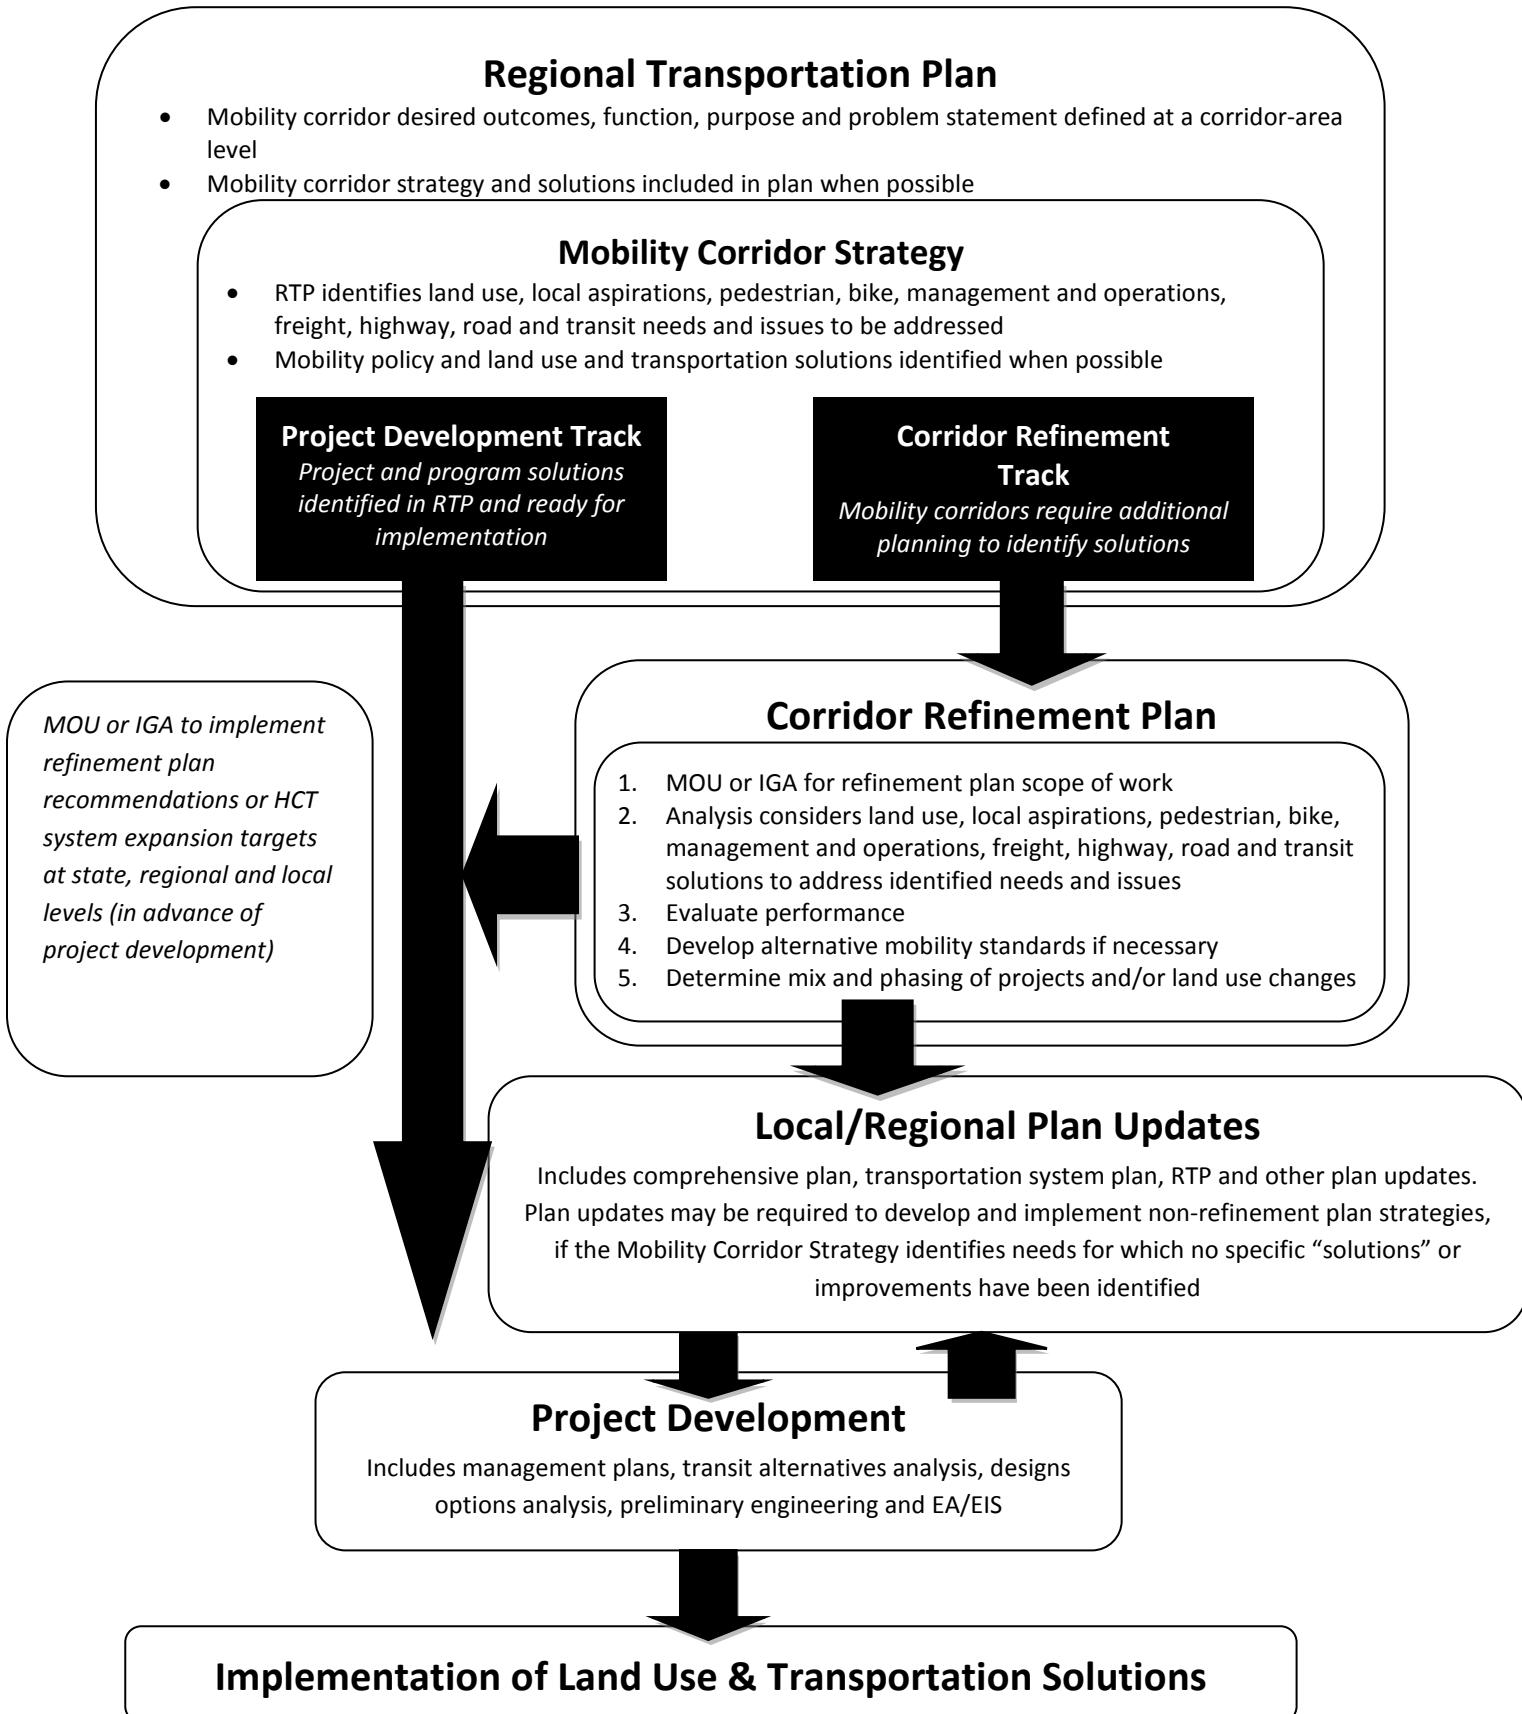 Regional Transportation Plan
• Mobility corridor desired outcomes, function, purpose and problem statement defined at a corridor-area
level
• Mobility corridor strategy and solutions included in plan when possible
Mobility Corridor Strategy
• RTP identifies land use, local aspirations, pedestrian, bike, management and operations,
freight, highway, road and transit needs and issues to be addressed
• Mobility policy and land use and transportation solutions identified when possible
Project Development Track
Project and program solutions
identified in RTP and ready for
implementation
Corridor Refinement
Track
Mobility corridors require additional
planning to identify solutions
MOU or IGA to implement
refinement plan
recommendations or HCT
system expansion targets
at state, regional and local
levels (in advance of
project development)
Corridor Refinement Plan
1. MOU or IGA for refinement plan scope of work
2. Analysis considers land use, local aspirations, pedestrian, bike,
management and operations, freight, highway, road and transit
solutions to address identified needs and issues
3. Evaluate performance
4. Develop alternative mobility standards if necessary
5. Determine mix and phasing of projects and/or land use changes
Local/Regional Plan Updates
Includes comprehensive plan, transportation system plan, RTP and other plan updates.
Plan updates may be required to develop and implement non-refinement plan strategies,
if the Mobility Corridor Strategy identifies needs for which no specific “solutions” or
improvements have been identified
Project Development
Includes management plans, transit alternatives analysis, designs
options analysis, preliminary engineering and EA/EIS
Implementation of Land Use & Transportation Solutions